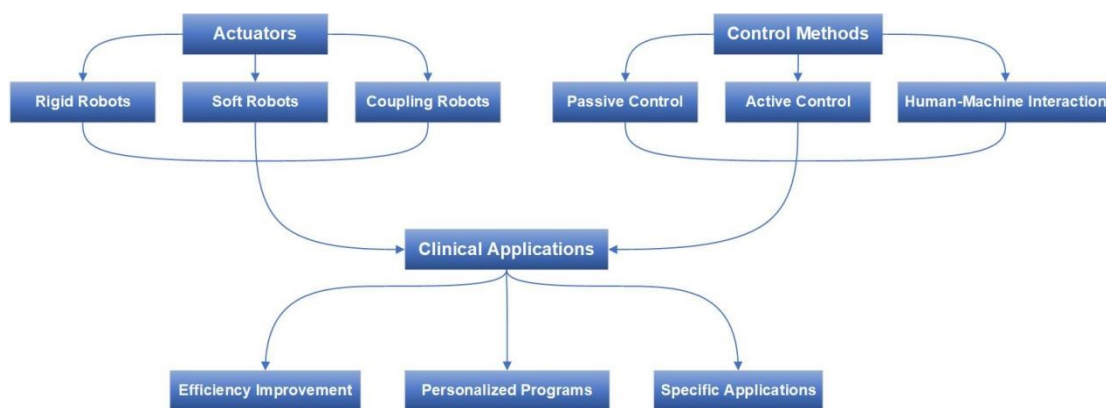 Actuators
Control Methods
Rigid Robots
Soft Robots
Coupling Robots
Passive Control
Active Control
Human-Machine Interaction
Clinical Applications
Efficiency Improvement
Personalized Programs
Specific Applications